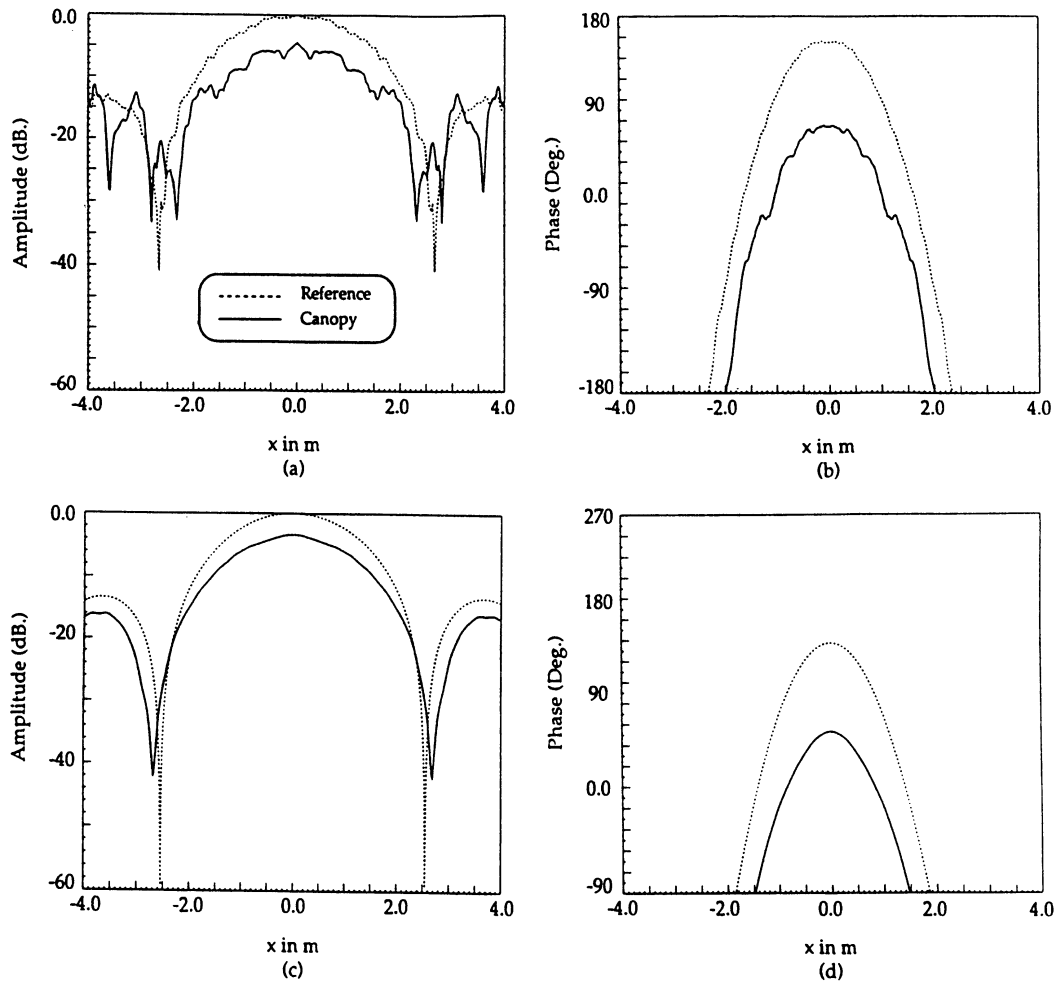 0.0
-20
-40
-60
Amplitude (dB.)
Reference
Canopy
-4.0 -2.0 0.0 2.0 4.0
x in m
(a)
180
90
0.0
-90
-180
Phase (Deg.)
-4.0 -2.0 0.0 2.0 4.0
x in m
(b)
0.0
-20
-40
-60
Amplitude (dB.)
-4.0 -2.0 0.0 2.0 4.0
x in m
(c)
270
180
90
0.0
-90
Phase (Deg.)
-4.0 -2.0 0.0 2.0 4.0
x in m
(d)